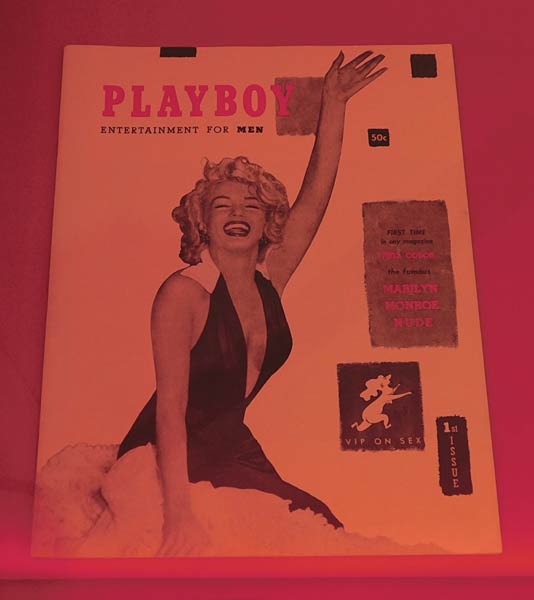 PLAYBOY
ENTERTAINMENT FOR MEN
50c
FIRST TIME
in any magazine
FULL COLOR
the famous
MARILYN
MONROE
NUDE
VIP ON SEX
1st
ISSUE